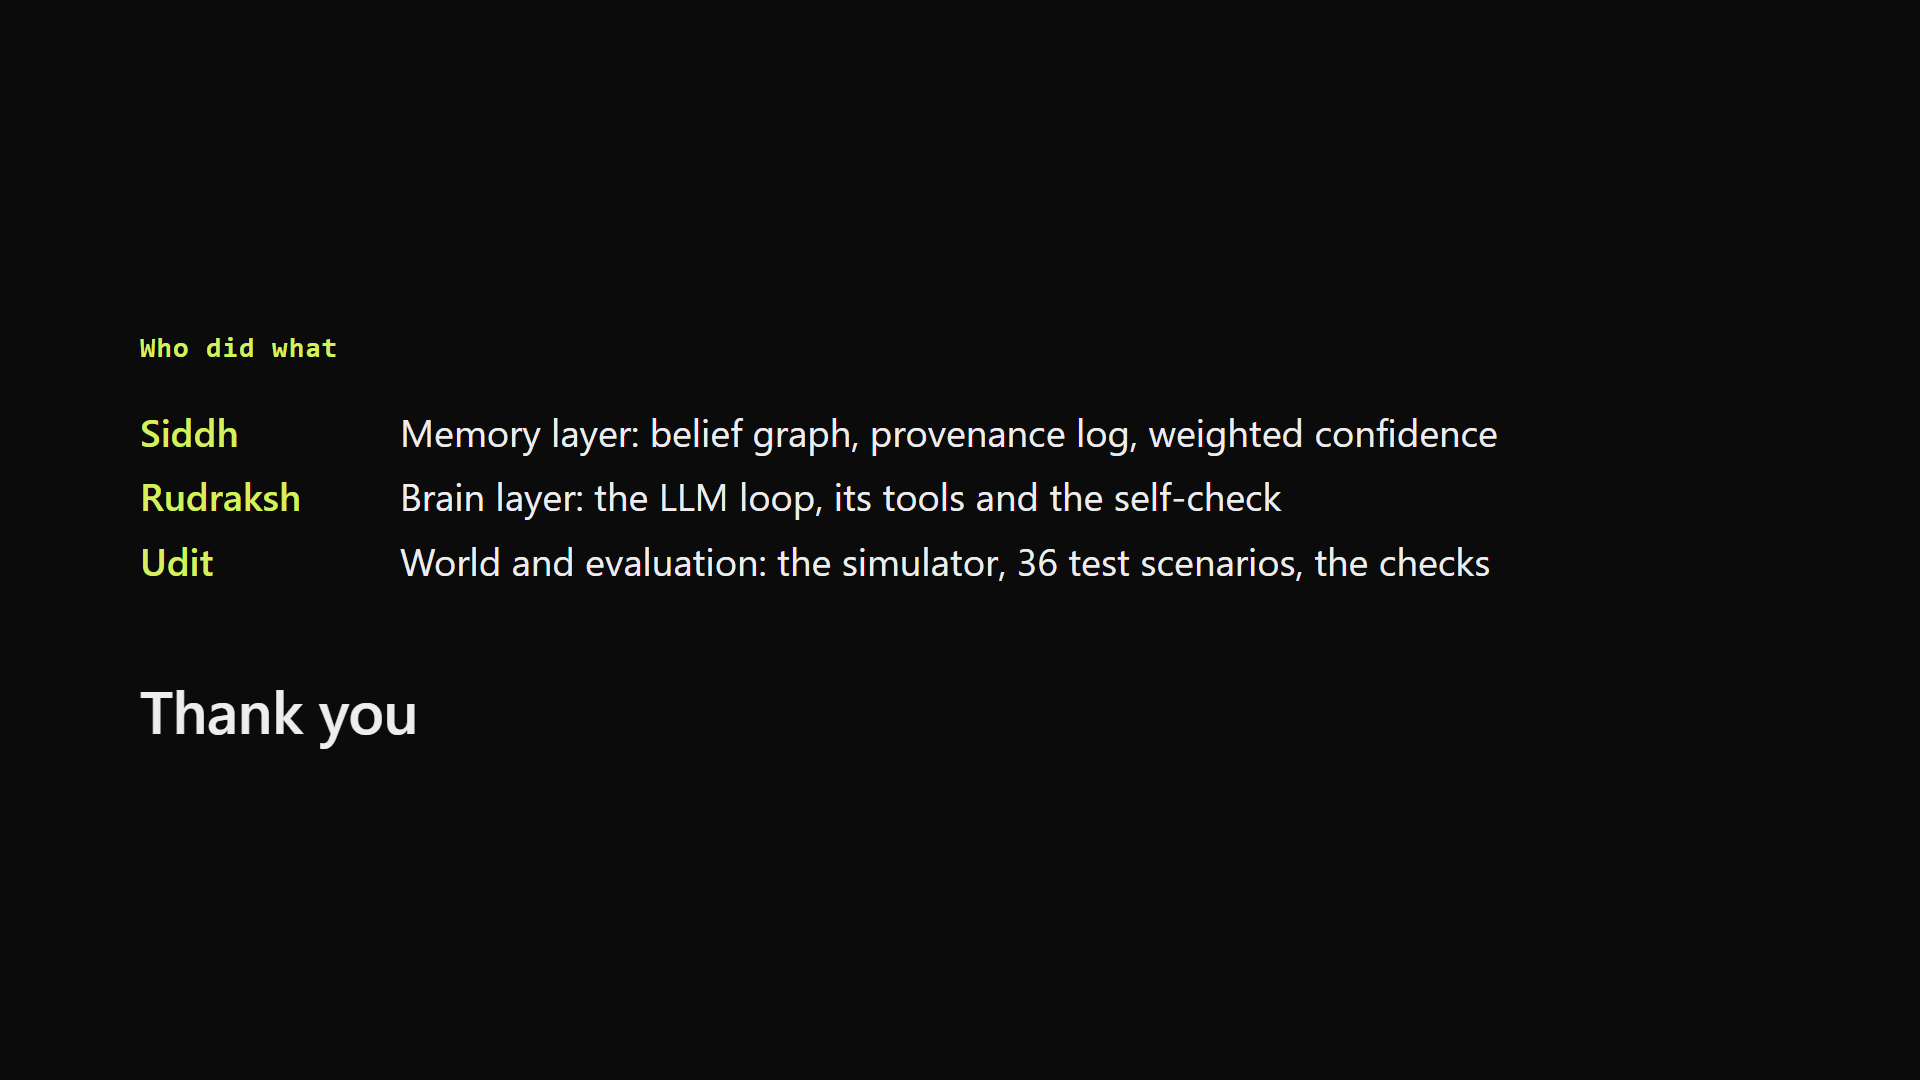 Who did what
Siddh Memory layer: belief graph, provenance log, weighted confidence
Rudraksh Brain layer: the LLM loop, its tools and the self-check
Udit World and evaluation: the simulator, 36 test scenarios, the checks
Thank you